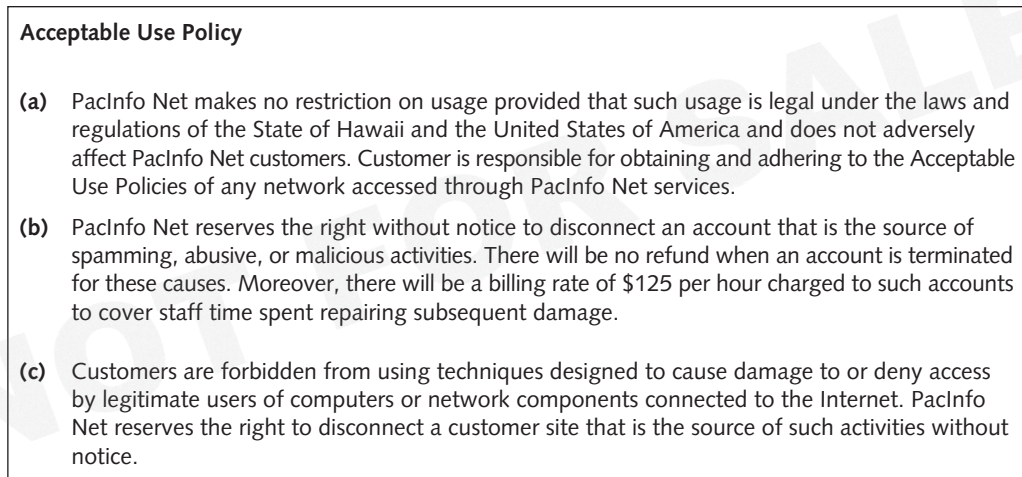 Acceptable Use Policy
(a) PacInfo Net makes no restriction on usage provided that such usage is legal under the laws and
regulations of the State of Hawaii and the United States of America and does not adversely
affect PacInfo Net customers. Customer is responsible for obtaining and adhering to the Acceptable
Use Policies of any network accessed through PacInfo Net services.
(b) PacInfo Net reserves the right without notice to disconnect an account that is the source of
spamming, abusive, or malicious activities. There will be no refund when an account is terminated
for these causes. Moreover, there will be a billing rate of $125 per hour charged to such accounts
to cover staff time spent repairing subsequent damage.
(c) Customers are forbidden from using techniques designed to cause damage to or deny access
by legitimate users of computers or network components connected to the Internet. PacInfo
Net reserves the right to disconnect a customer site that is the source of such activities without
notice.
NOT FOR SALE